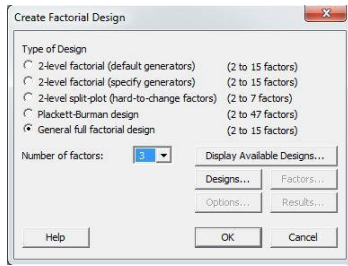 Create Factorial Design
Type of Design
2-level factorial (default generators) (2 to 15 factors)
2-level factorial (specify generators) (2 to 15 factors)
2-level split-plot (hard-to-change factors) (2 to 7 factors)
Plackett-Burman design (2 to 47 factors)
General full factorial design (2 to 15 factors)
Number of factors: 3 Display Available Designs...
Designs... Factors...
Options... Results...
Help OK Cancel